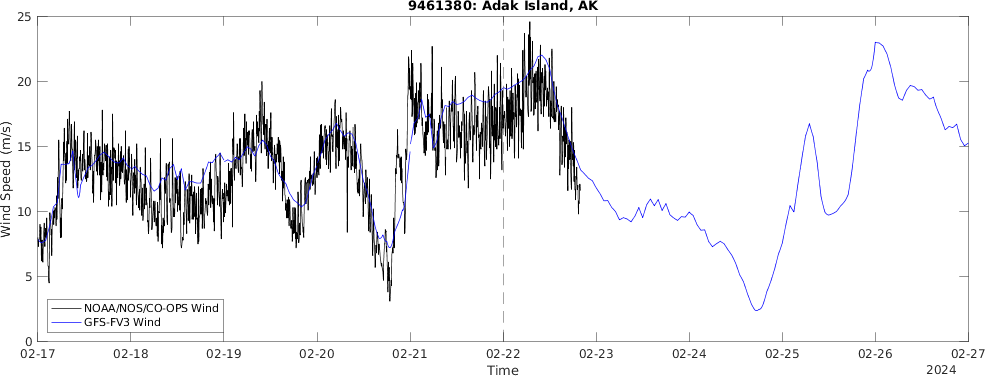 9461380: Adak Island, AK
Wind Speed (m/s)
25
20
15
10
5
0
NOAA/NOS/CO-OPS Wind
GFS-FV3 Wind
02-17 02-18 02-19 02-20 02-21 02-22 02-23 02-24 02-25 02-26 02-27
Time
2024